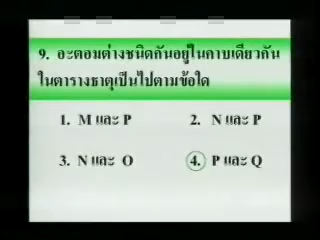 9. อะตอมต่างชนิดกันอยู่ในคาบเดียวกัน
ในตารางธาตุเป็นไปตามข้อใด
1. M และ P 2. N และ P
3. N และ O 4. P และ Q